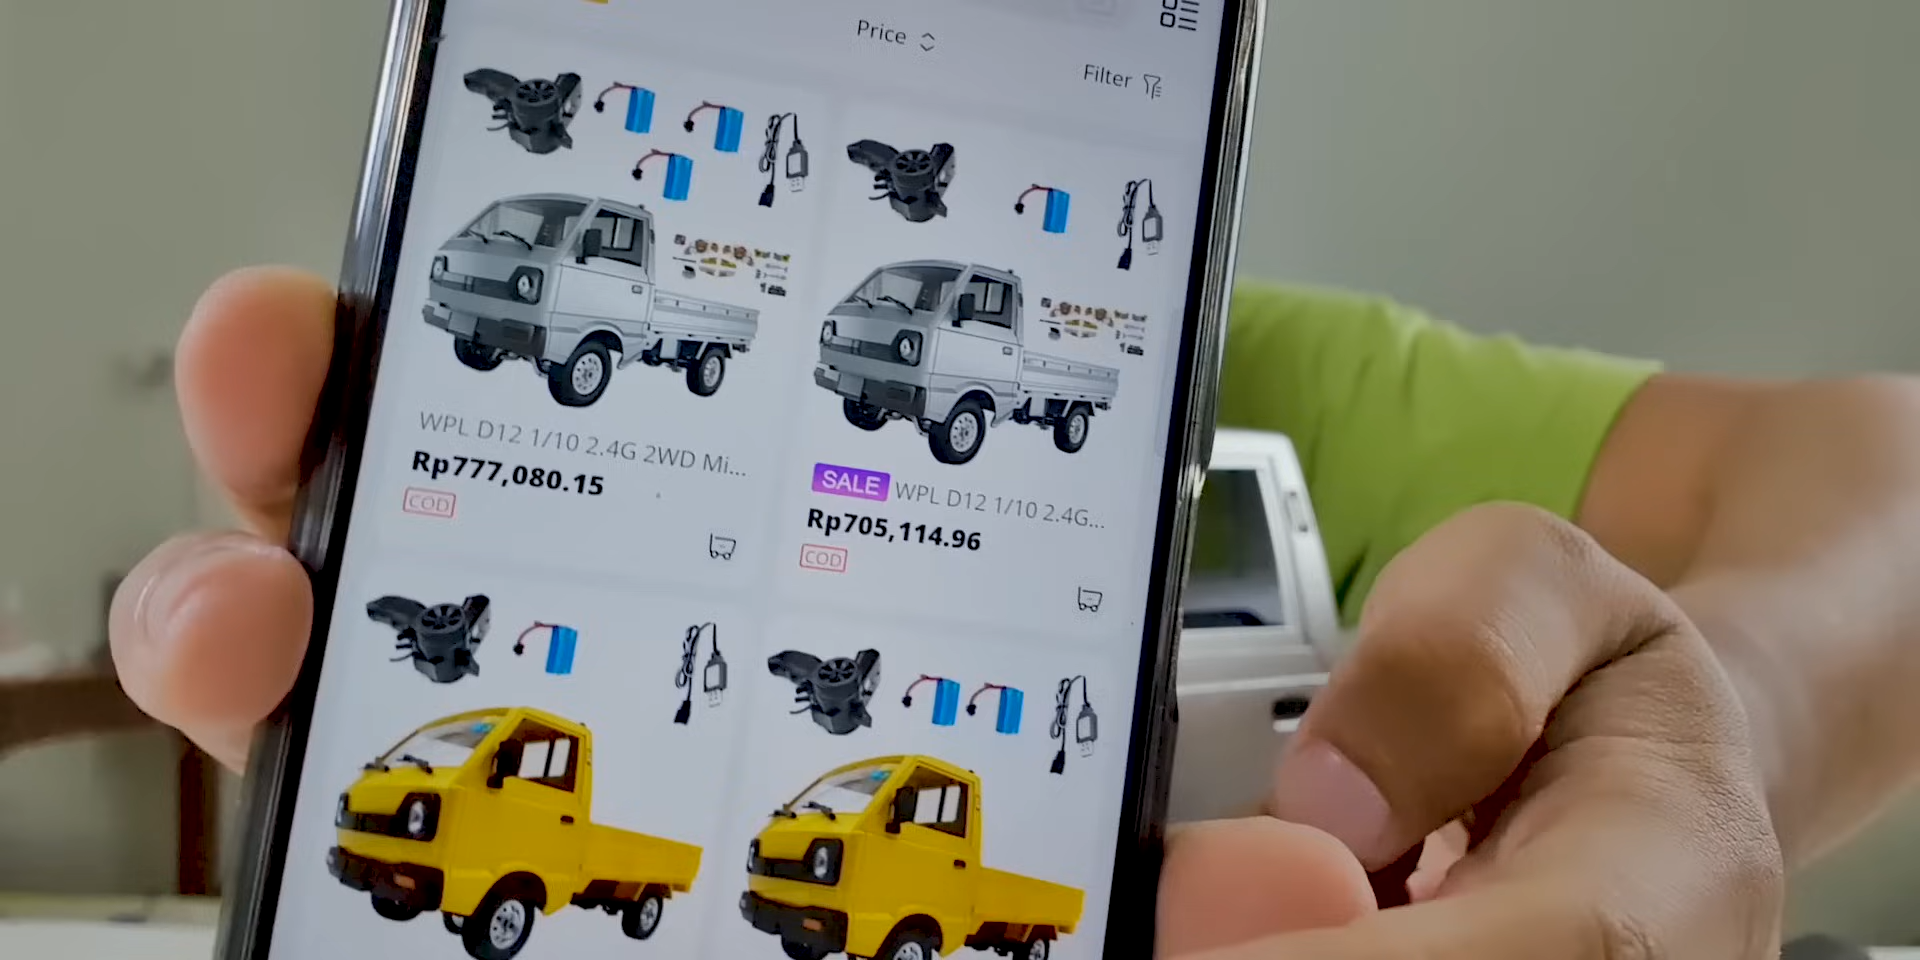 Price
Filter
WPL D12 1/10 2.4G 2WD Mi...
Rp777,080.15
COD
SALE WPL D12 1/10 2.4G...
Rp705,114.96
COD